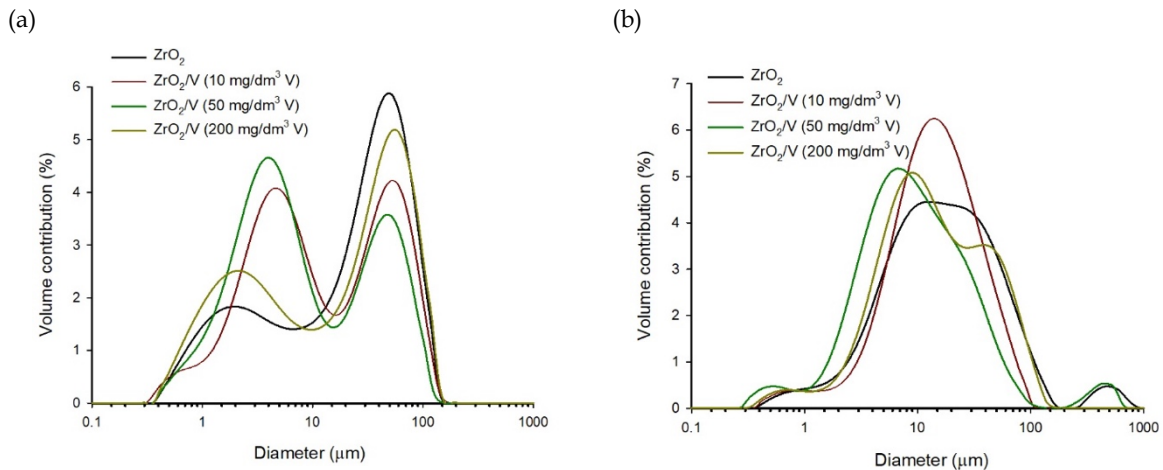 (a)
ZrO₂
ZrO₂/V (10 mg/dm³ V)
ZrO₂/V (50 mg/dm³ V)
ZrO₂/V (200 mg/dm³ V)
6
5
4
3
2
1
0
Volume contribution (%)
0.1 1 10 100 1000
Diameter (μm)
(b)
ZrO₂
ZrO₂/V (10 mg/dm³ V)
ZrO₂/V (50 mg/dm³ V)
ZrO₂/V (200 mg/dm³ V)
7
6
5
4
3
2
1
0
Volume contribution (%)
0.1 1 10 100 1000
Diameter (μm)